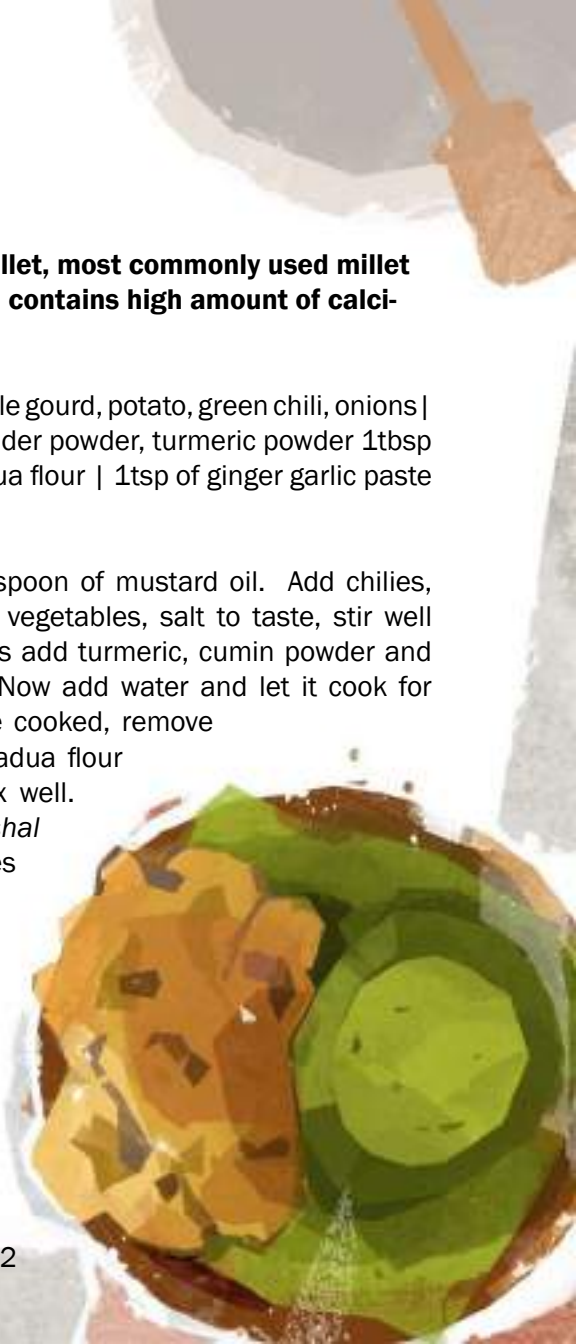 llet, most commonly used millet
contains high amount of calci-
le gourd, potato, green chili, onions|
der powder, turmeric powder 1tbsp
ua flour | 1tsp of ginger garlic paste
spoon of mustard oil. Add chilies,
vegetables, salt to taste, stir well
s add turmeric, cumin powder and
Now add water and let it cook for
e cooked, remove
adua flour
x well.
hal
es
2